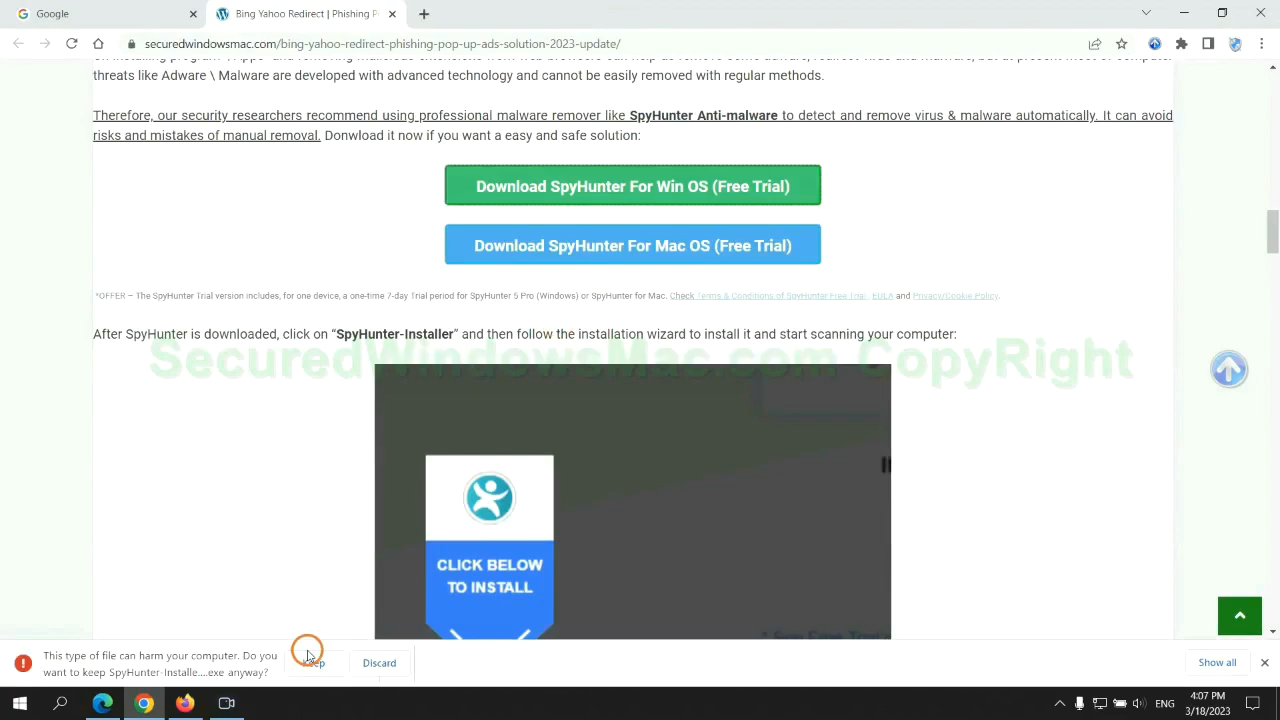 Google
Bing Yahoo Redirect | Phishing P
securedwindowsmac.com/bing-yahoo-redirect-phishing-pop-up-ads-solution-2023-update/
threats like Adware \ Malware are developed with advanced technology and cannot be easily removed with regular methods.
Therefore, our security researchers recommend using professional malware remover like SpyHunter Anti-malware to detect and remove virus & malware automatically. It can avoid
risks and mistakes of manual removal. Donwload it now if you want a easy and safe solution:
Download SpyHunter For Win OS (Free Trial)
Download SpyHunter For Mac OS (Free Trial)
*OFFER – The SpyHunter Trial version includes, for one device, a one-time 7-day Trial period for SpyHunter 5 Pro (Windows) or SpyHunter for Mac. Check Terms & Conditions of SpyHunter Free Trial, EULA and Privacy/Cookie Policy.
After SpyHunter is downloaded, click on “SpyHunter-Installer” and then follow the installation wizard to install it and start scanning your computer:
SecuredWindowsMac.com CopyRight
CLICK BELOW
TO INSTALL
This type of file can harm your computer. Do you
want to keep SpyHunter-Installe....exe anyway?
Keep
Discard
Show all
ENG
4:07 PM
3/18/2023